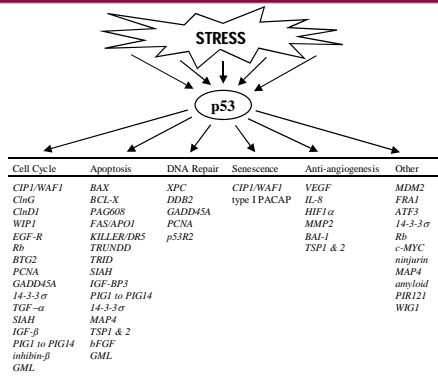 STRESS
p53
Cell Cycle Apoptosis DNA Repair Senescence Anti-angiogenesis Other
CIP1/WAF1 BAX XPC CIP1/WAF1 VEGF MDM2
ClnG BCL-X DDB2 type I PACAP IL-8 FRA1
ClnD1 PAG608 GADD45A HIF1α ATF3
WIP1 FAS/APO1 PCNA MMP2 14-3-3σ
EGF-R KILLER/DR5 p53R2 BAI-1 Rb
Rb TRUNDD TSP1 & 2 c-MYC
BTG2 TRID ninjurin
PCNA SIAH MAP4
GADD45A IGF-BP3 amyloid
14-3-3σ PIG1 to PIG14 PIR121
TGF-α 14-3-3σ WIG1
SIAH MAP4
IGF-β TSP1 & 2
PIG1 to PIG14 bFGF
inhibin-β GML
GML